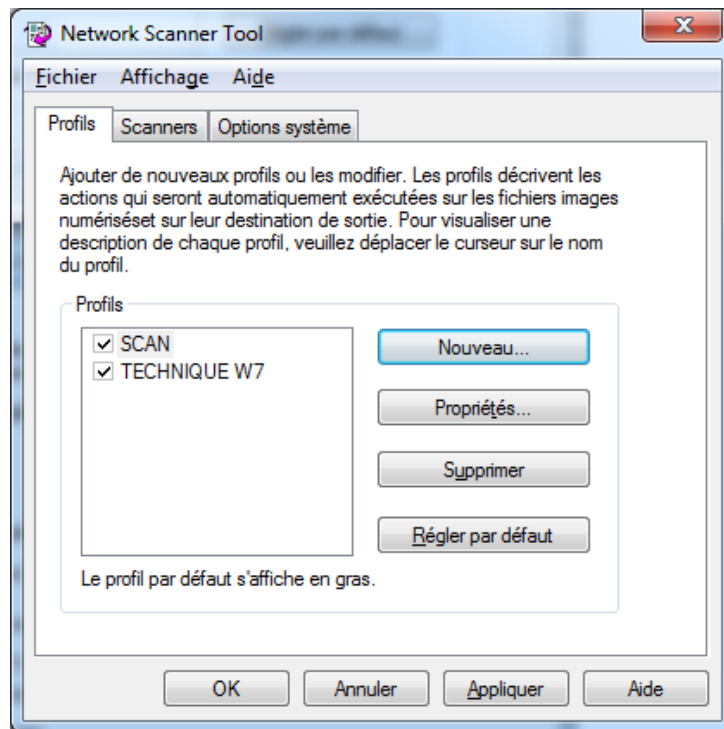 Network Scanner Tool
Fichier Affichage Aide
Profils Scanners Options système
Ajouter de nouveaux profils ou les modifier. Les profils décrivent les
actions qui seront automatiquement exécutées sur les fichiers images
numériséset sur leur destination de sortie. Pour visualiser une
description de chaque profil, veuillez déplacer le curseur sur le nom
du profil.
Profils
SCAN
TECHNIQUE W7
Nouveau...
Propriétés...
Supprimer
Régler par défaut
Le profil par défaut s'affiche en gras.
OK Annuler Appliquer Aide